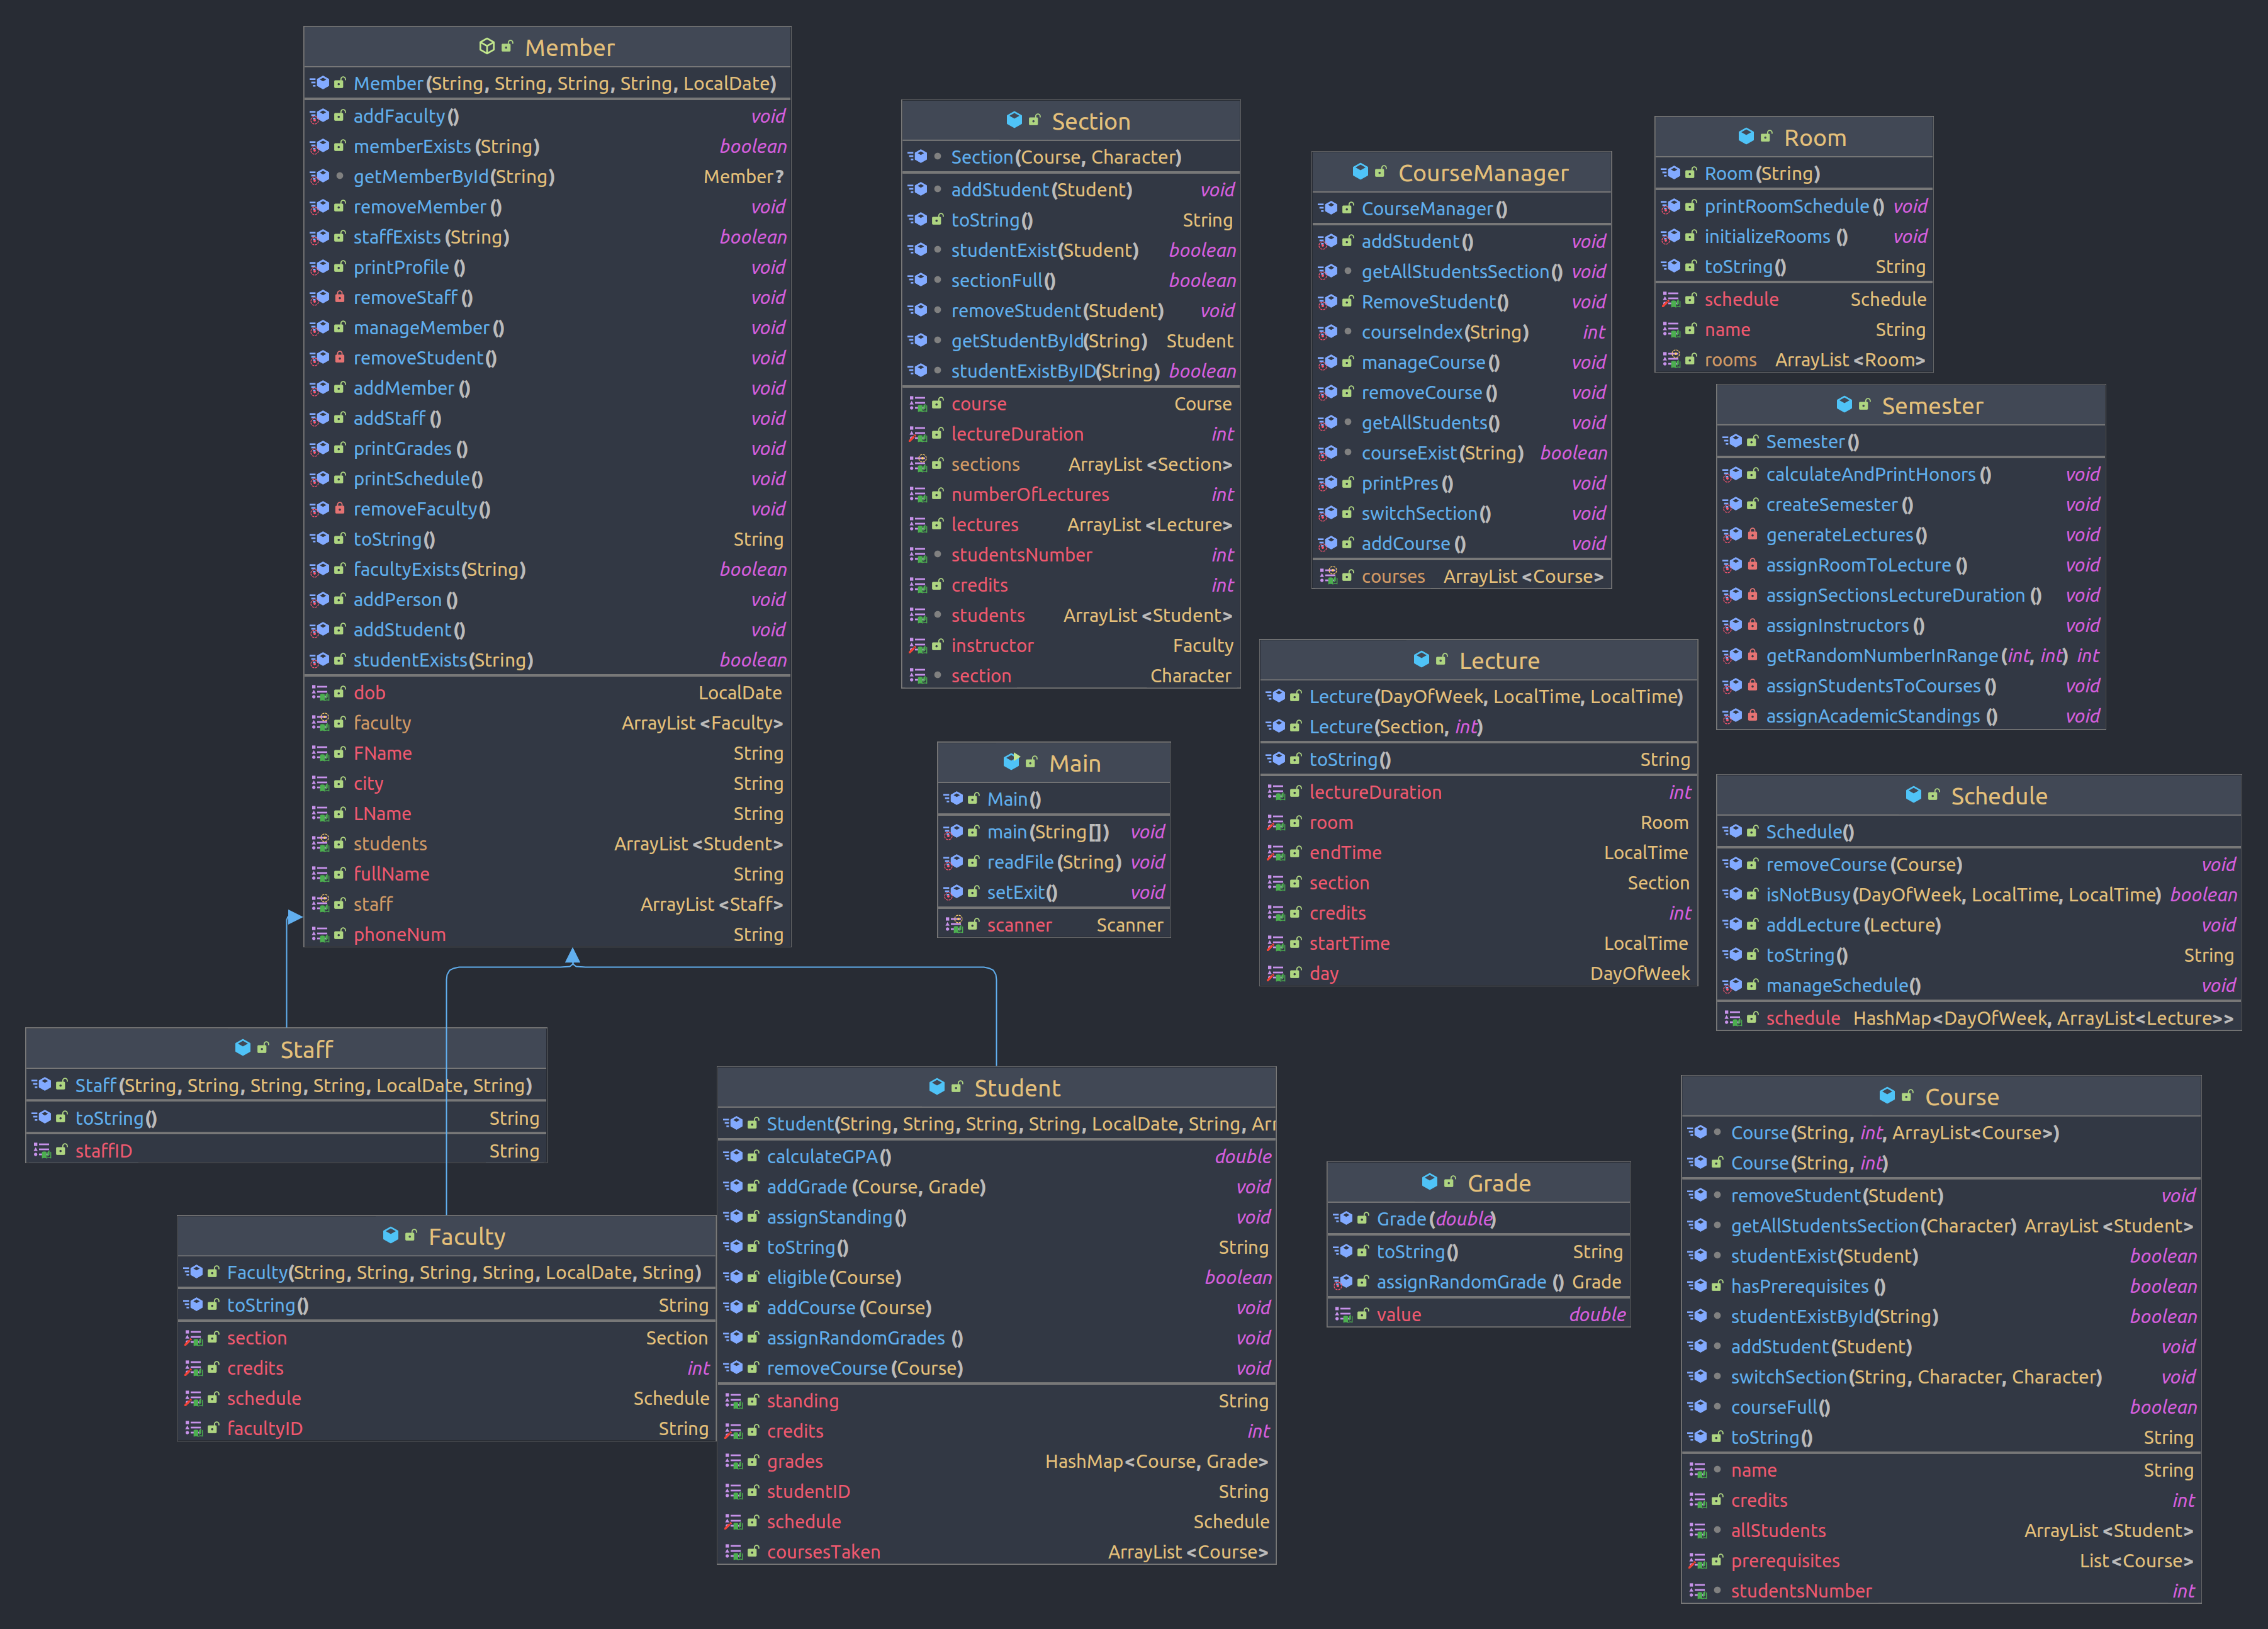 Member
Member(String, String, String, String, LocalDate)
addFaculty() void
memberExists(String) boolean
getMemberById(String) Member?
removeMember() void
staffExists(String) boolean
printProfile() void
removeStaff() void
manageMember() void
removeStudent() void
addMember() void
addStaff() void
printGrades() void
printSchedule() void
removeFaculty() void
toString() String
facultyExists(String) boolean
addPerson() void
addStudent() void
studentExists(String) boolean
dob LocalDate
faculty ArrayList<Faculty>
FName String
city String
LName String
students ArrayList<Student>
fullName String
staff ArrayList<Staff>
phoneNum String
Section
Section(Course, Character)
addStudent(Student) void
toString() String
studentExist(Student) boolean
sectionFull() boolean
removeStudent(Student) void
getStudentById(String) Student
studentExistByID(String) boolean
course Course
lectureDuration int
sections ArrayList<Section>
numberOfLectures int
lectures ArrayList<Lecture>
studentsNumber int
credits int
students ArrayList<Student>
instructor Faculty
section Character
CourseManager
CourseManager()
addStudent() void
getAllStudentsSection() void
RemoveStudent() void
courseIndex(String) int
manageCourse() void
removeCourse() void
getAllStudents() void
courseExist(String) boolean
printPres() void
switchSection() void
addCourse() void
courses ArrayList<Course>
Room
Room(String)
printRoomSchedule() void
initializeRooms() void
toString() String
schedule Schedule
name String
rooms ArrayList<Room>
Semester
Semester()
calculateAndPrintHonors() void
createSemester() void
generateLectures() void
assignRoomToLecture() void
assignSectionsLectureDuration() void
assignInstructors() void
getRandomNumberInRange(int, int) int
assignStudentsToCourses() void
assignAcademicStandings() void
Lecture
Lecture(DayOfWeek, LocalTime, LocalTime)
Lecture(Section, int)
toString() String
lectureDuration int
room Room
endTime LocalTime
section Section
credits int
startTime LocalTime
day DayOfWeek
Main
Main()
main(String[]) void
readFile(String) void
setExit() void
scanner Scanner
Schedule
Schedule()
removeCourse(Course) void
isNotBusy(DayOfWeek, LocalTime, LocalTime) boolean
addLecture(Lecture) void
toString() String
manageSchedule() void
schedule HashMap<DayOfWeek, ArrayList<Lecture>>
Staff
Staff(String, String, String, String, LocalDate, String)
toString() String
staffID String
Faculty
Faculty(String, String, String, String, LocalDate, String)
toString() String
section Section
credits int
schedule Schedule
facultyID String
Student
Student(String, String, String, String, LocalDate, String, Arr
calculateGPA() double
addGrade(Course, Grade) void
assignStanding() void
toString() String
eligible(Course) boolean
addCourse(Course) void
assignRandomGrades() void
removeCourse(Course) void
standing String
credits int
grades HashMap<Course, Grade>
studentID String
schedule Schedule
coursesTaken ArrayList<Course>
Grade
Grade(double)
toString() String
assignRandomGrade() Grade
value double
Course
Course(String, int, ArrayList<Course>)
Course(String, int)
removeStudent(Student) void
getAllStudentsSection(Character) ArrayList<Student>
studentExist(Student) boolean
hasPrerequisites() boolean
studentExistById(String) boolean
addStudent(Student) void
switchSection(String, Character, Character) void
courseFull() boolean
toString() String
name String
credits int
allStudents ArrayList<Student>
prerequisites List<Course>
studentsNumber int